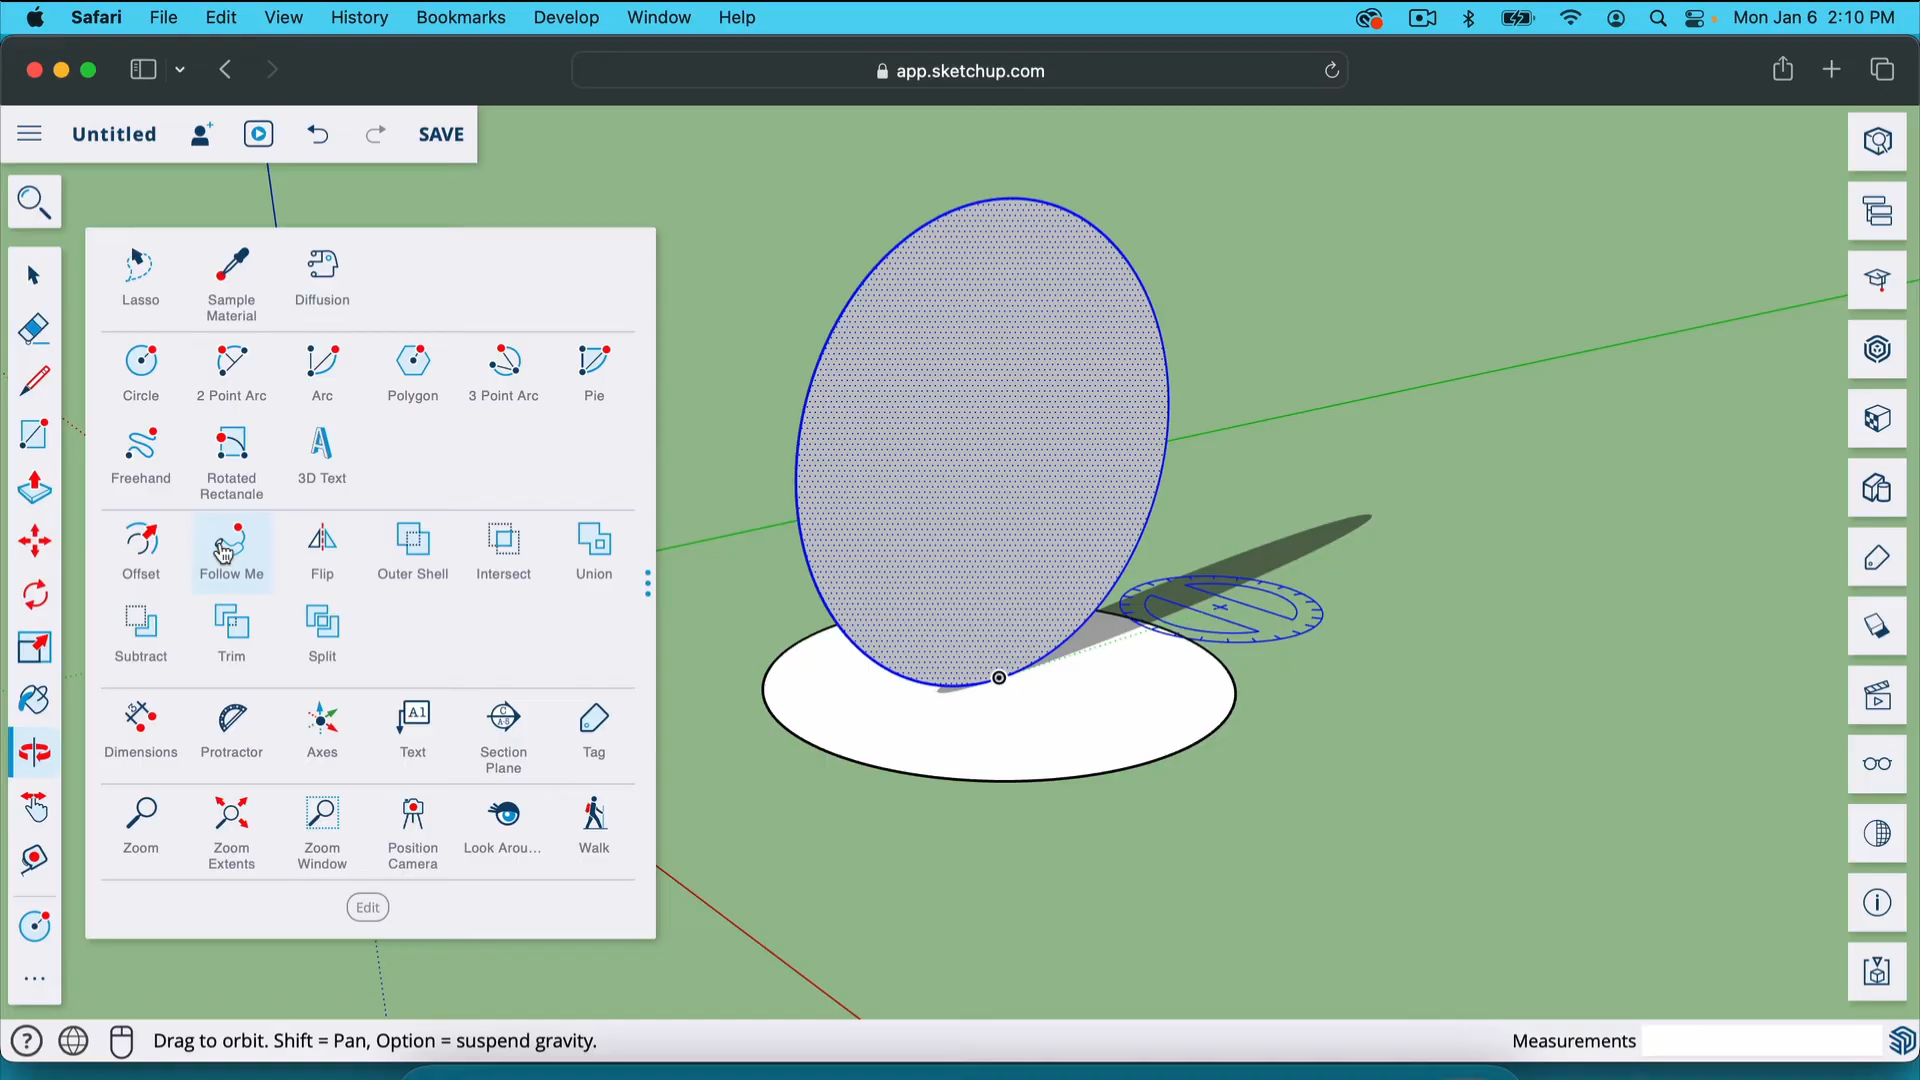 Safari File Edit View History Bookmarks Develop Window Help Mon Jan 6 2:10 PM
app.sketchup.com
Untitled SAVE
Lasso Sample Material Diffusion
Circle 2 Point Arc Arc Polygon 3 Point Arc Pie
Freehand Rotated Rectangle 3D Text
Offset Follow Me Flip Outer Shell Intersect Union
Subtract Trim Split
A1 C A-B
Dimensions Protractor Axes Text Section Plane Tag
Zoom Zoom Extents Zoom Window Position Camera Look Arou... Walk
Edit
Drag to orbit. Shift = Pan, Option = suspend gravity. Measurements